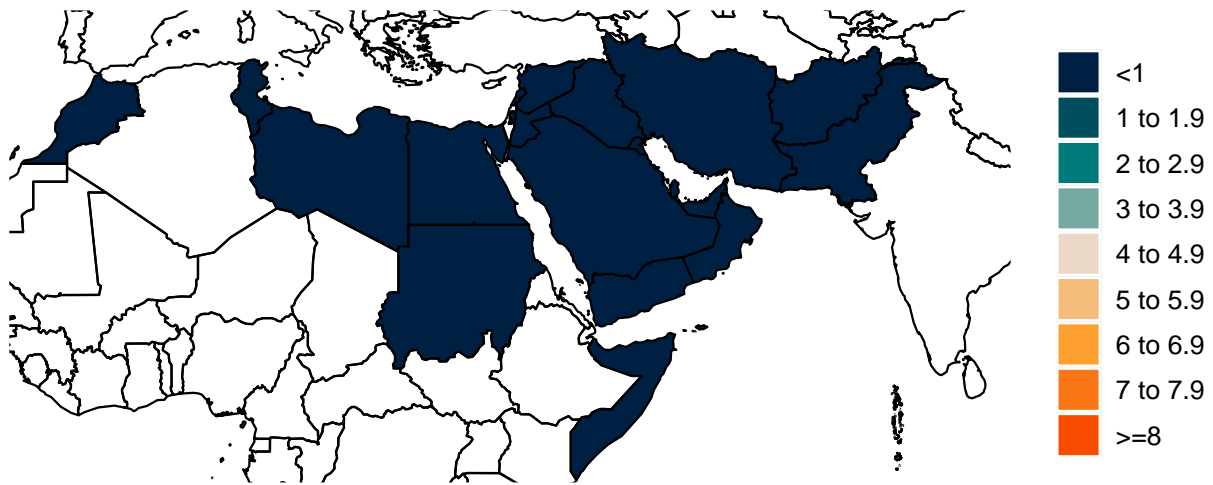 <1
1 to 1.9
2 to 2.9
3 to 3.9
4 to 4.9
5 to 5.9
6 to 6.9
7 to 7.9
>=8